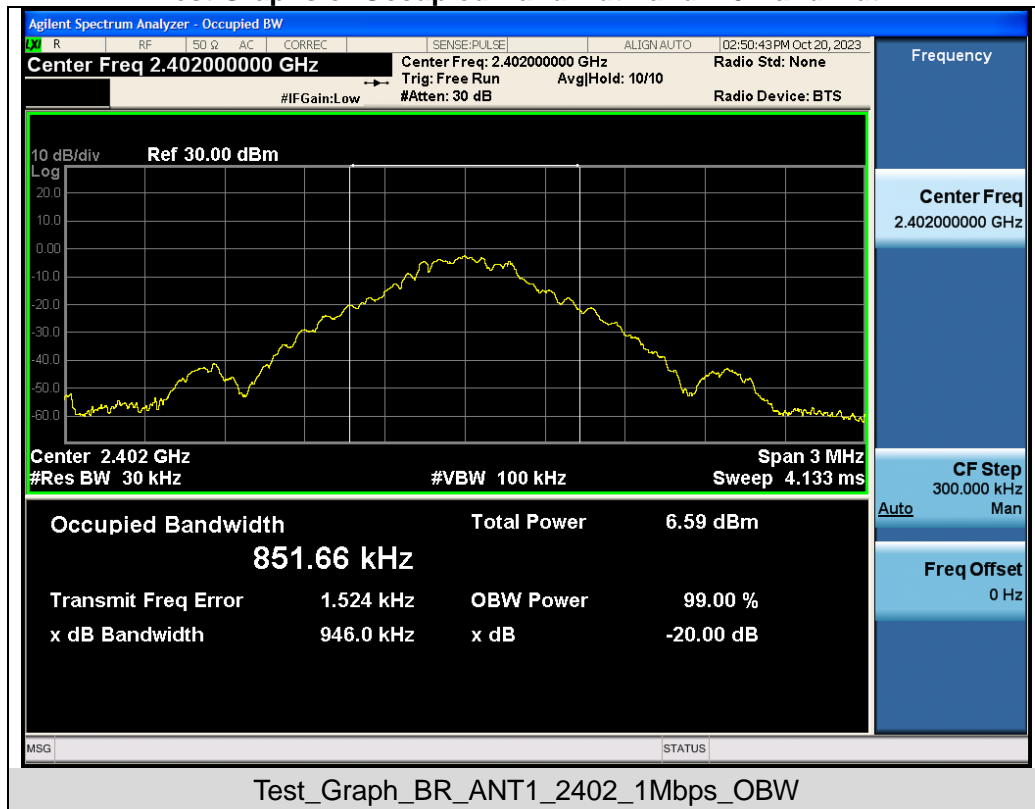 Agilent Spectrum Analyzer - Occupied BW
LXI R RF 50 Ω AC CORREC SENSE:PULSE ALIGN AUTO 02:50:43 PM Oct 20, 2023
Center Freq 2.402000000 GHz
Center Freq: 2.402000000 GHz
Radio Std: None
Trig: Free Run Avg|Hold: 10/10
#IFGain:Low
#Atten: 30 dB
Radio Device: BTS
Frequency
10 dB/div Ref 30.00 dBm
Log
20.0
10.0
0.00
-10.0
-20.0
-30.0
-40.0
-50.0
-60.0
Center 2.402 GHz
Span 3 MHz
#Res BW 30 kHz
#VBW 100 kHz
Sweep 4.133 ms
Center Freq
2.402000000 GHz
CF Step
300.000 kHz
Auto Man
Freq Offset
0 Hz
Occupied Bandwidth
Total Power 6.59 dBm
851.66 kHz
Transmit Freq Error 1.524 kHz
OBW Power 99.00 %
x dB Bandwidth 946.0 kHz
x dB -20.00 dB
MSG
STATUS
Test_Graph_BR_ANT1_2402_1Mbps_OBW